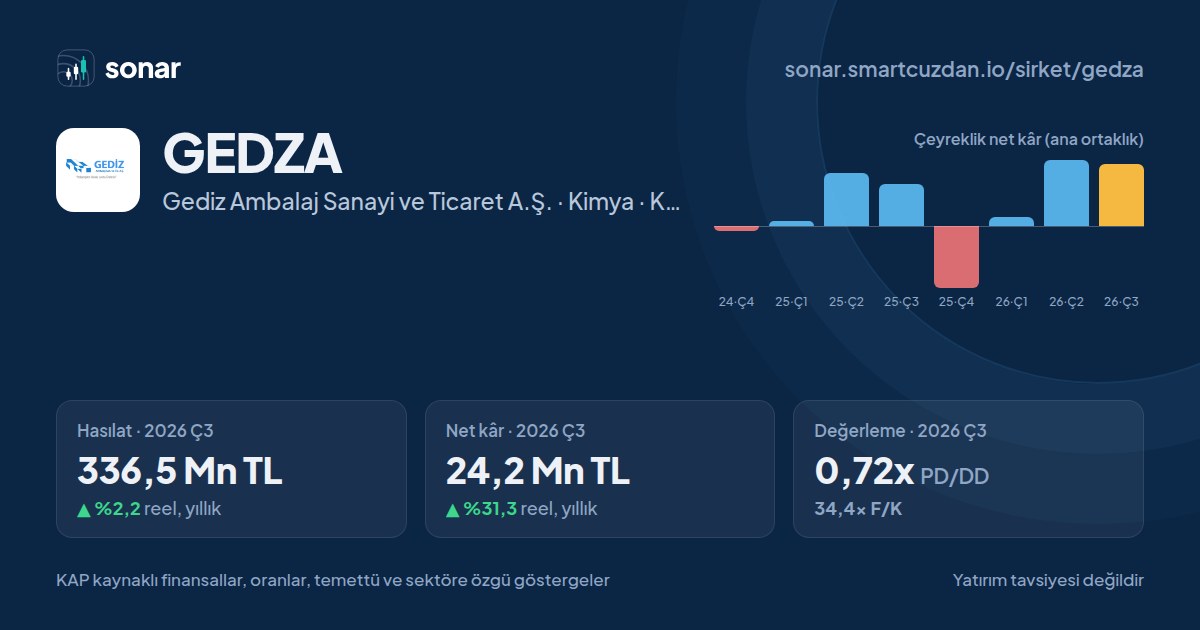 sonar
sonar.smartcuzdan.io/sirket/gedza
GEDİZ
GEDZA
Gediz Ambalaj Sanayi ve Ticaret A.Ş. · Kimya · K...
Çeyreklik net kâr (ana ortaklık)
24·Ç4 25·Ç1 25·Ç2 25·Ç3 25·Ç4 26·Ç1 26·Ç2 26·Ç3
Hasılat · 2026 Ç3
336,5 Mn TL
▲ %2,2 reel, yıllık
Net kâr · 2026 Ç3
24,2 Mn TL
▲ %31,3 reel, yıllık
Değerleme · 2026 Ç3
0,72x PD/DD
34,4x F/K
KAP kaynaklı finansallar, oranlar, temettü ve sektöre özgü göstergeler
Yatırım tavsiyesi değildir